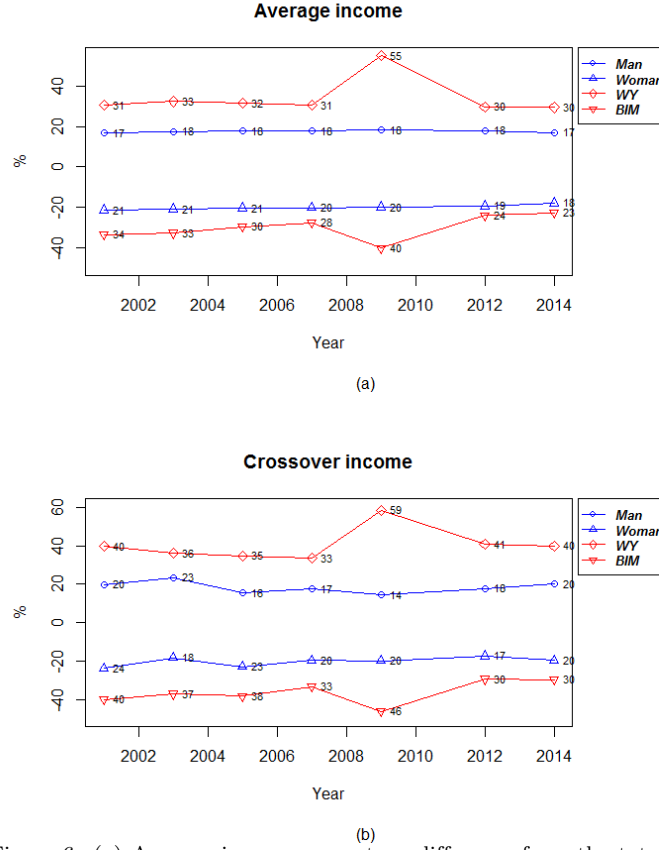 Average income
%
40
20
0
-20
-40
31 33 32 31 55 30 30
17 18 18 18 18 18 17
21 21 21 20 20 19 18
34 33 30 28 40 24 23
2002 2004 2006 2008 2010 2012 2014
Year
Man
Woman
WY
BIM
(a)
Crossover income
%
60
40
20
0
-20
-40
40 36 35 33 59 41 40
20 23 16 17 14 18 20
24 18 23 20 20 17 20
40 37 38 33 46 30 30
2002 2004 2006 2008 2010 2012 2014
Year
Man
Woman
WY
BIM
(b)